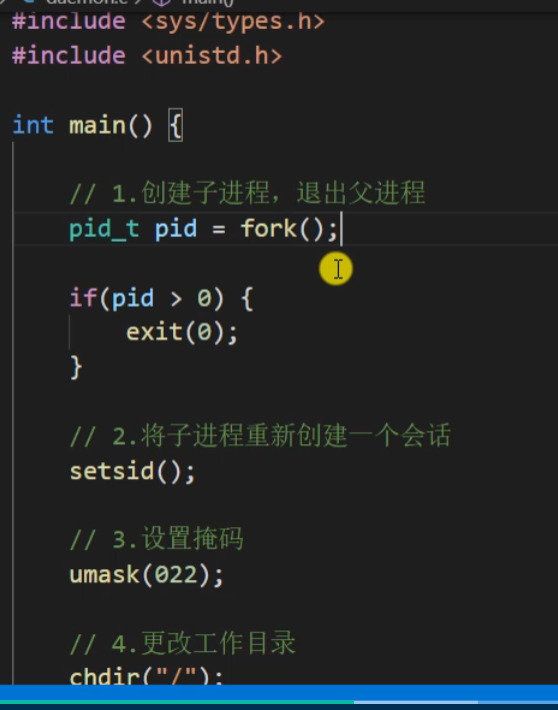 daemon.c > main()
#include <sys/types.h>
#include <unistd.h>
int main() {
// 1.创建子进程，退出父进程
pid_t pid = fork();
if(pid > 0) {
exit(0);
}
// 2.将子进程重新创建一个会话
setsid();
// 3.设置掩码
umask(022);
// 4.更改工作目录
chdir("/");